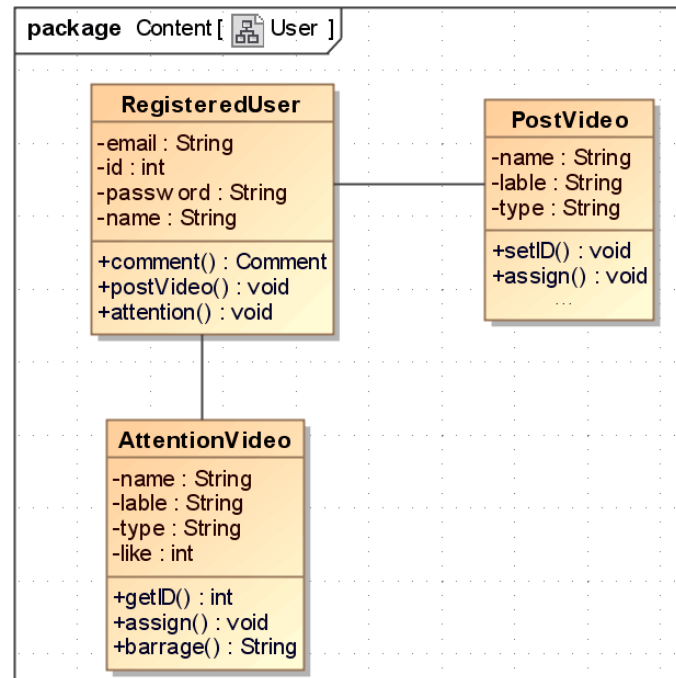 package Content [ User ]
RegisteredUser
-email : String
-id : int
-password : String
-name : String
+comment() : Comment
+postVideo() : void
+attention() : void
PostVideo
-name : String
-lable : String
-type : String
+setID() : void
+assign() : void
...
AttentionVideo
-name : String
-lable : String
-type : String
-like : int
+getID() : int
+assign() : void
+barrage() : String